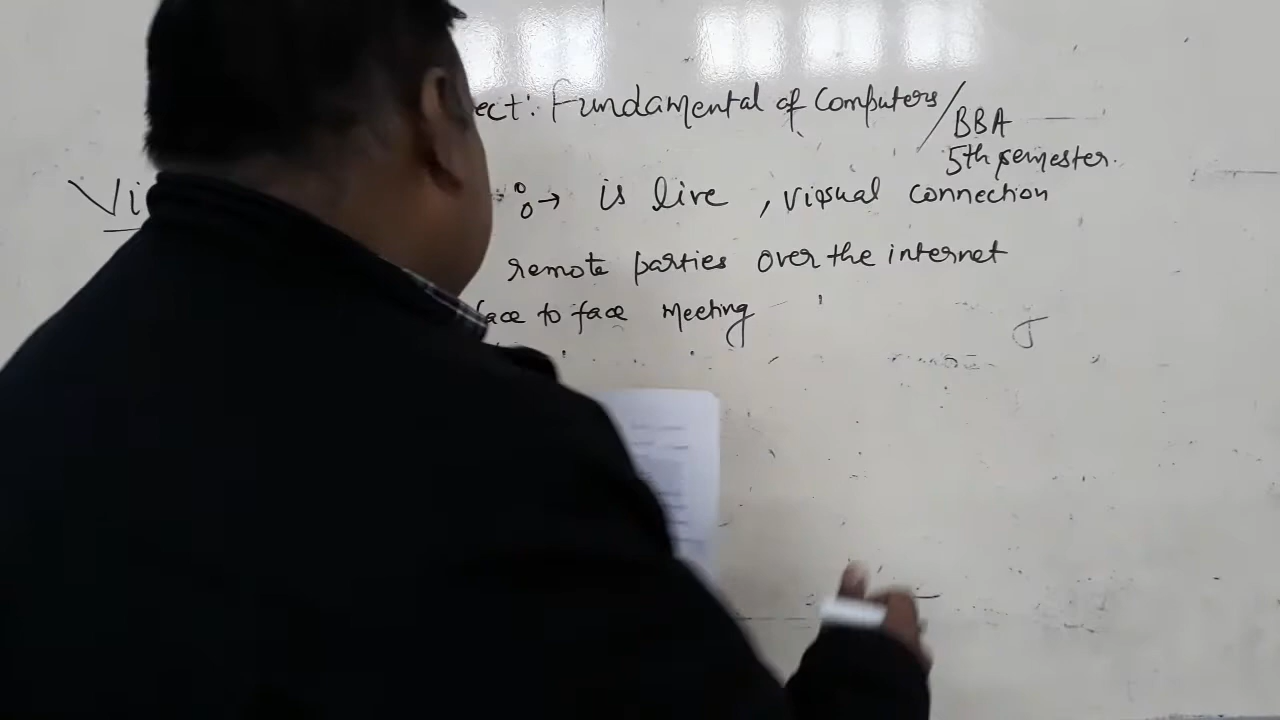 ect: Fundamental of Computers/
BBA
5th semester.
Vi :→ is live, visual connection
remote parties over the internet
face to face Meeting